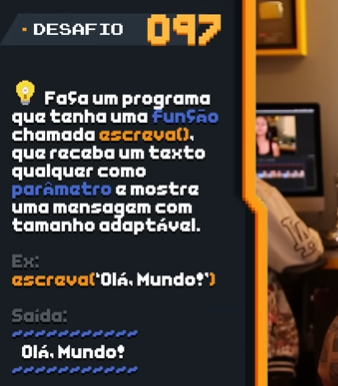 DESAFIO 097
💡 Faça um programa
que tenha uma função
chamada escreva(),
que receba um texto
qualquer como
parâmetro e mostre
uma mensagem com
tamanho adaptável.
Ex:
escreva('Olá, Mundo!')
Saída:
~~~~~~~~~~~
Olá, Mundo!
~~~~~~~~~~~